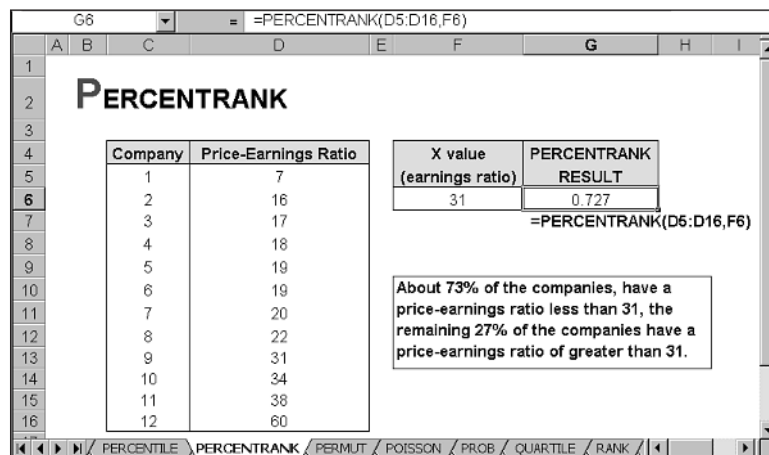 G6 = =PERCENTRANK(D5:D16,F6)
A B C D E F G H I
1
2 PERCENTRANK
3
4 Company Price-Earnings Ratio X value PERCENTRANK
5 1 7 (earnings ratio) RESULT
6 2 16 31 0.727
7 3 17 =PERCENTRANK(D5:D16,F6)
8 4 18
9 5 19
10 6 19 About 73% of the companies, have a
11 7 20 price-earnings ratio less than 31, the
12 8 22 remaining 27% of the companies have a
13 9 31 price-earnings ratio of greater than 31.
14 10 34
15 11 38
16 12 60
PERCENTILE PERCENTRANK PERMUT POISSON PROB QUARTILE RANK